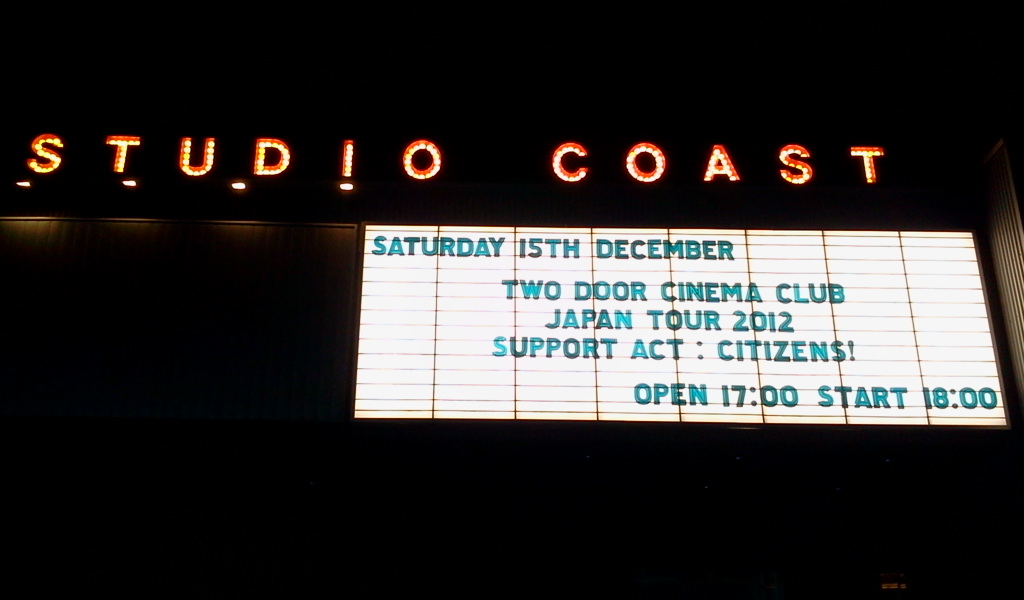 STUDIO COAST
SATURDAY 15TH DECEMBER
TWO DOOR CINEMA CLUB
JAPAN TOUR 2012
SUPPORT ACT : CITIZENS!
OPEN 17:00 START 18:00